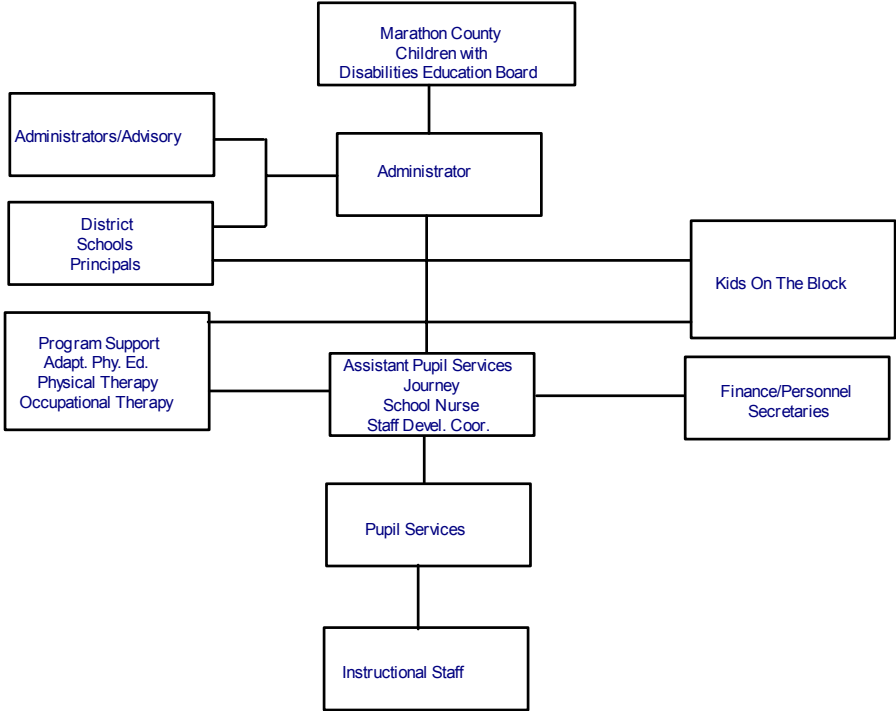 Marathon County
Children with
Disabilities Education Board
Administrators/Advisory
Administrator
District
Schools
Principals
Kids On The Block
Program Support
Adapt. Phy. Ed.
Physical Therapy
Occupational Therapy
Assistant Pupil Services
Journey
School Nurse
Staff Devel. Coor.
Finance/Personnel
Secretaries
Pupil Services
Instructional Staff